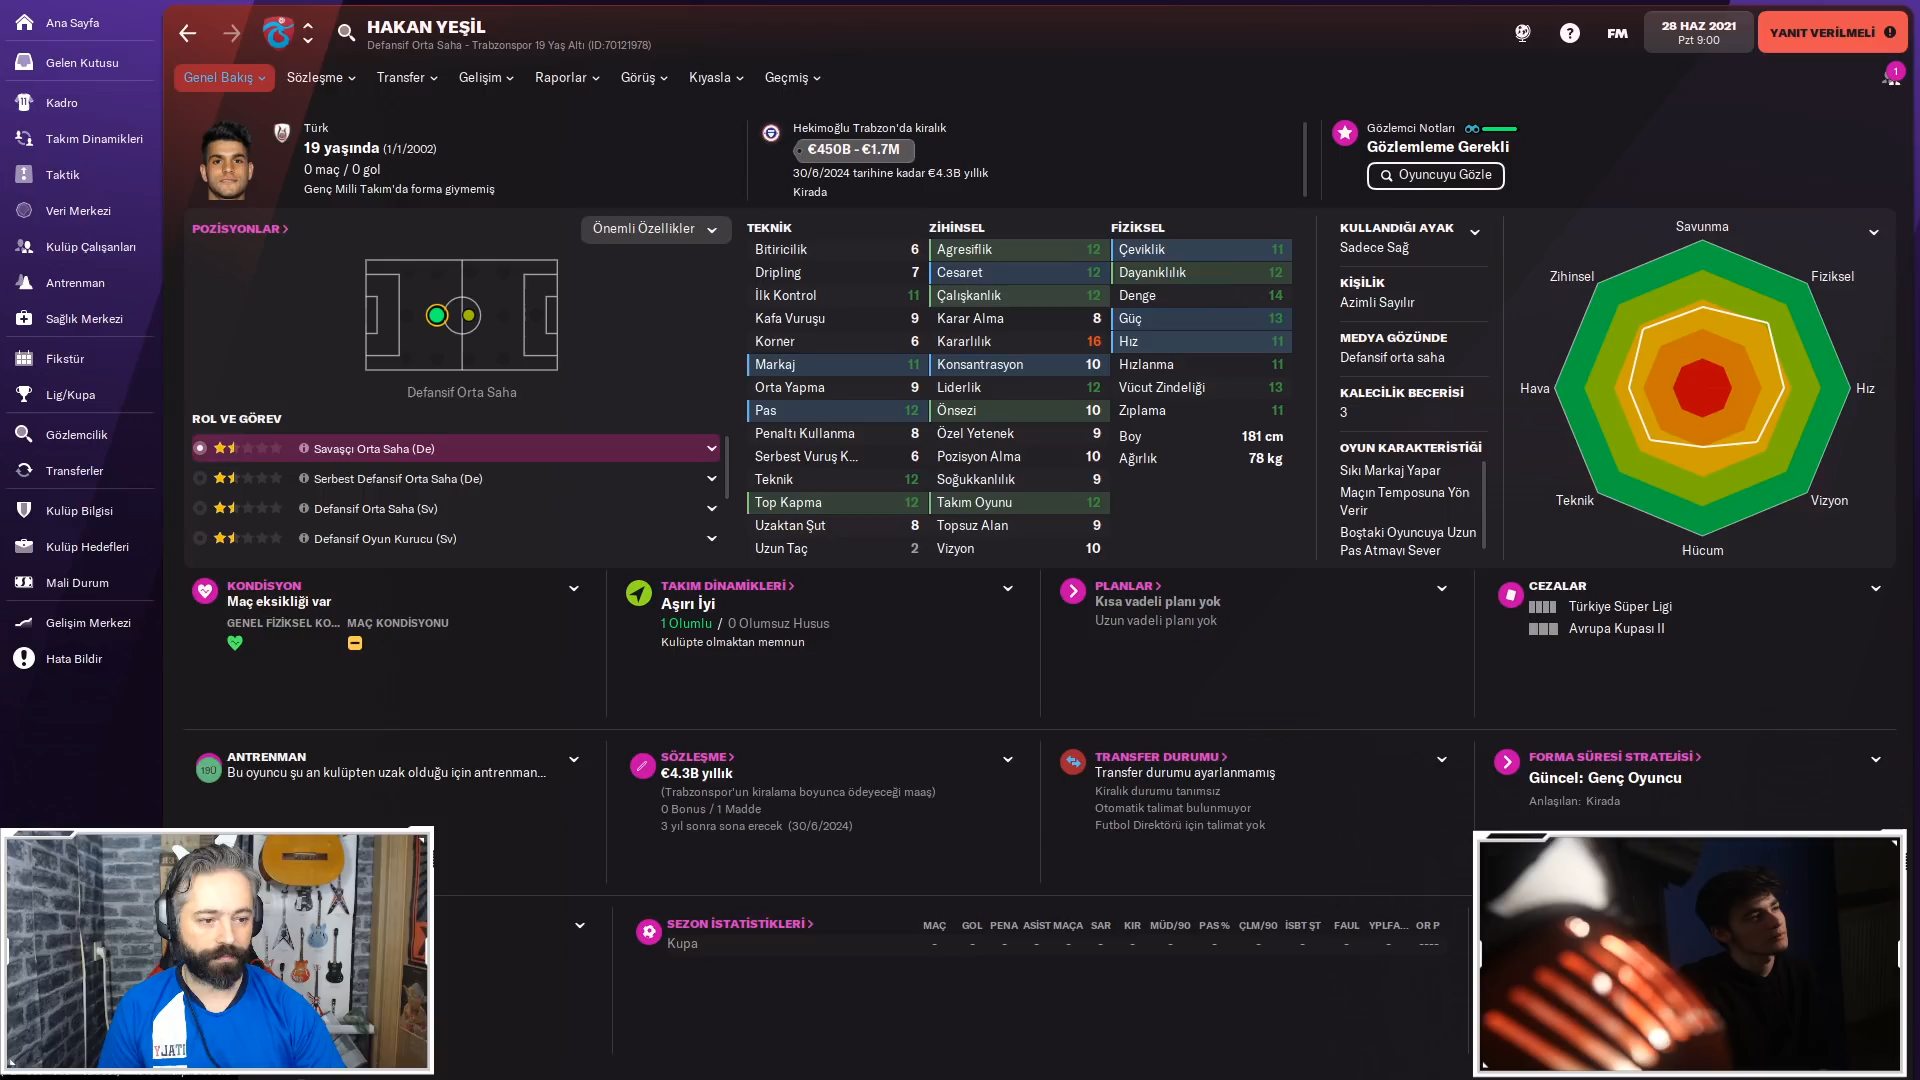 Ana Sayfa
Gelen Kutusu
Kadro
Takım Dinamikleri
Taktik
Veri Merkezi
Kulüp Çalışanları
Antrenman
Sağlık Merkezi
Fikstür
Lig/Kupa
Gözlemcilik
Transferler
Kulüp Bilgisi
Kulüp Hedefleri
Mali Durum
Gelişim Merkezi
Hata Bildir
HAKAN YEŞİL
Defansif Orta Saha - Trabzonspor 19 Yaş Altı (ID:70121978)
FM
28 HAZ 2021
Pzt 9:00
YANIT VERİLMELİ
Genel Bakış
Sözleşme
Transfer
Gelişim
Raporlar
Görüş
Kıyasla
Geçmiş
1
Türk
19 yaşında (1/1/2002)
0 maç / 0 gol
Genç Milli Takım'da forma giymemiş
Hekimoğlu Trabzon'da kiralık
€450B - €1.7M
30/6/2024 tarihine kadar €4.3B yıllık
Kirada
Gözlemci Notları
Gözlemleme Gerekli
Oyuncuyu Gözle
POZİSYONLAR
Önemli Özellikler
Defansif Orta Saha
ROL VE GÖREV
Savaşçı Orta Saha (De)
Serbest Defansif Orta Saha (De)
Defansif Orta Saha (Sv)
Defansif Oyun Kurucu (Sv)
TEKNİK
Bitiricilik 6
Dripling 7
İlk Kontrol 11
Kafa Vuruşu 9
Korner 6
Markaj 11
Orta Yapma 9
Pas 12
Penaltı Kullanma 8
Serbest Vuruş K... 6
Teknik 12
Top Kapma 12
Uzaktan Şut 8
Uzun Taç 2
ZİHİNSEL
Agresiflik 12
Cesaret 12
Çalışkanlık 12
Karar Alma 8
Kararlılık 16
Konsantrasyon 10
Liderlik 12
Önsezi 10
Özel Yetenek 9
Pozisyon Alma 10
Soğukkanlılık 9
Takım Oyunu 12
Topsuz Alan 9
Vizyon 10
FİZİKSEL
Çeviklik 11
Dayanıklılık 12
Denge 14
Güç 13
Hız 11
Hızlanma 11
Vücut Zindeliği 13
Zıplama 11
Boy 181 cm
Ağırlık 78 kg
KULLANDIĞI AYAK
Sadece Sağ
KİŞİLİK
Azimli Sayılır
MEDYA GÖZÜNDE
Defansif orta saha
KALECİLİK BECERİSİ
3
OYUN KARAKTERİSTİĞİ
Sıkı Markaj Yapar
Maçın Temposuna Yön
Verir
Boştaki Oyuncuya Uzun
Pas Atmayı Sever
Savunma
Zihinsel
Fiziksel
Hava
Hız
Teknik
Vizyon
Hücum
KONDİSYON
Maç eksikliği var
GENEL FİZİKSEL KO... MAÇ KONDİSYONU
TAKIM DİNAMİKLERİ
Aşırı İyi
1 Olumlu / 0 Olumsuz Husus
Kulüpte olmaktan memnun
PLANLAR
Kısa vadeli planı yok
Uzun vadeli planı yok
CEZALAR
Türkiye Süper Ligi
Avrupa Kupası II
190
ANTRENMAN
Bu oyuncu şu an kulüpten uzak olduğu için antrenman...
SÖZLEŞME
€4.3B yıllık
(Trabzonspor'un kiralama boyunca ödeyeceği maaş)
0 Bonus / 1 Madde
3 yıl sonra sona erecek (30/6/2024)
TRANSFER DURUMU
Transfer durumu ayarlanmamış
Kiralık durumu tanımsız
Otomatik talimat bulunmuyor
Futbol Direktörü için talimat yok
FORMA SÜRESİ STRATEJİSİ
Güncel: Genç Oyuncu
Anlaşılan: Kirada
SEZON İSTATİSTİKLERİ MAÇ GOL PENA ASİST MAÇA SAR KIR MÜD/90 PAS % ÇLM/90 İSBT ŞT FAUL YPLFA... OR P
Kupa - - - - - - - - - - - - - ----